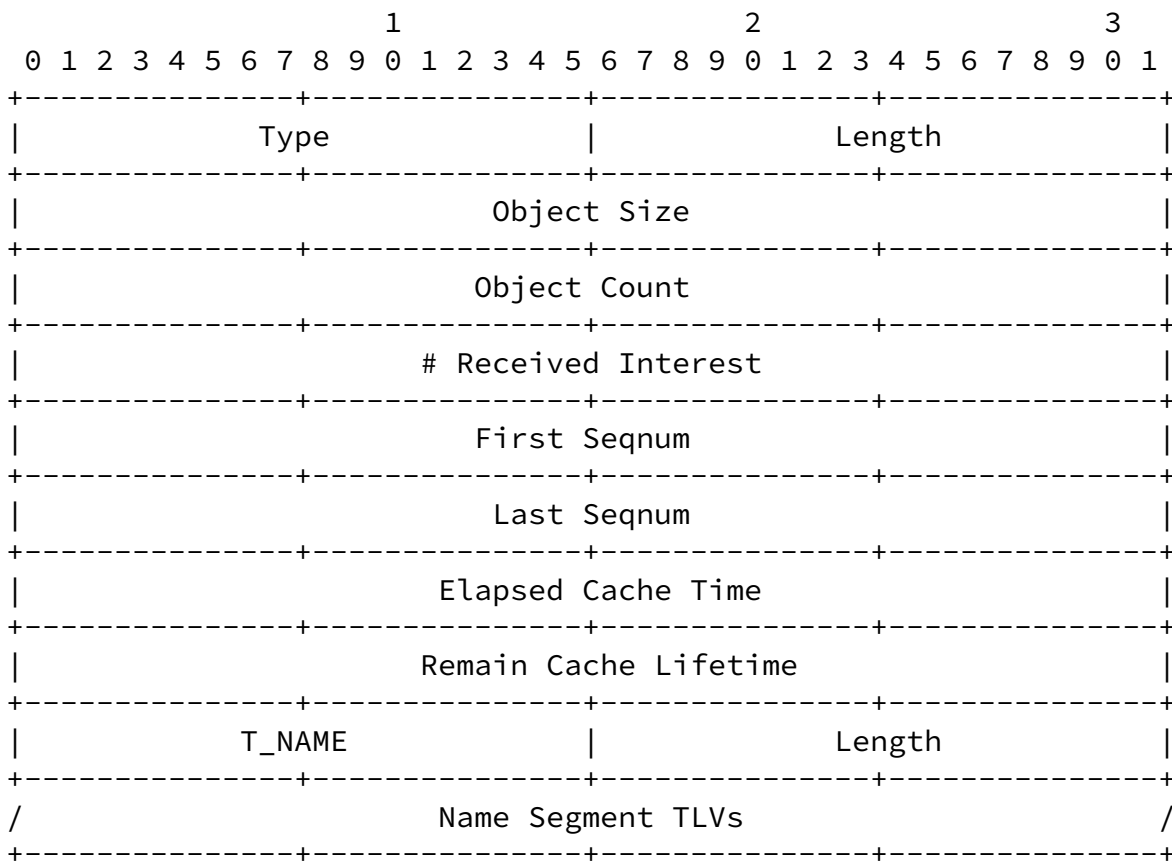 1                   2                   3
 0 1 2 3 4 5 6 7 8 9 0 1 2 3 4 5 6 7 8 9 0 1 2 3 4 5 6 7 8 9 0 1
+---------------+---------------+---------------+---------------+
|             Type              |             Length            |
+---------------+---------------+---------------+---------------+
|                          Object Size                          |
+---------------+---------------+---------------+---------------+
|                         Object Count                          |
+---------------+---------------+---------------+---------------+
|                      # Received Interest                      |
+---------------+---------------+---------------+---------------+
|                         First Seqnum                          |
+---------------+---------------+---------------+---------------+
|                          Last Seqnum                          |
+---------------+---------------+---------------+---------------+
|                       Elapsed Cache Time                      |
+---------------+---------------+---------------+---------------+
|                      Remain Cache Lifetime                    |
+---------------+---------------+---------------+---------------+
|            T_NAME             |             Length            |
+---------------+---------------+---------------+---------------+
/                       Name Segment TLVs                       /
+---------------+---------------+---------------+---------------+